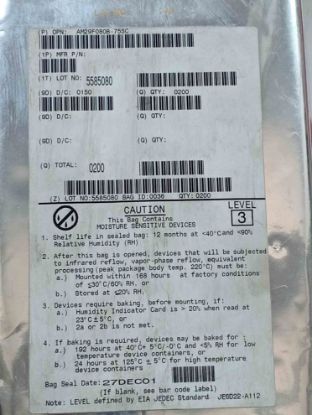 (P) OPN: AM29F080B-75SC
(1P) MFR P/N:
(1T) LOT NO: 5585080
(9D) D/C: 0150 (Q) QTY: 0200
(9D) D/C: (Q) QTY:
(9D) D/C: (Q) QTY:
(Q) TOTAL: 0200
(Z) LOT NO:5585080 BAG ID:0036 QTY:0200
CAUTION
This Bag Contains
MOISTURE SENSITIVE DEVICES
LEVEL
3
1. Shelf life in sealed bag: 12 months at <40°C and <90%
Relative Humidity (RH)
2. After this bag is opened, devices that will be subjected
to infrared reflow, vapor-phase reflow, equivalent
processing (peak package body temp. 220°C) must be:
a.) Mounted within 168 hours at factory conditions
of ≤30°C/60% RH, or
b.) Stored at ≤20% RH.
3. Devices require baking, before mounting, if:
a.) Humidity Indicator Card is > 20% when read at
23°C±5°C, or
b.) 2a or 2b is not met.
4. If baking is required, devices may be baked for:
a.) 192 hours at 40°C+ 5°C/-0°C and <5% RH for low
temperature device containers, or
b.) 24 hours at 125°C ± 5°C for high temperature
device containers
Bag Seal Date: 27DEC01
(If blank, see bar code label)
Note: LEVEL defined by EIA JEDEC Standard JESD22-A112